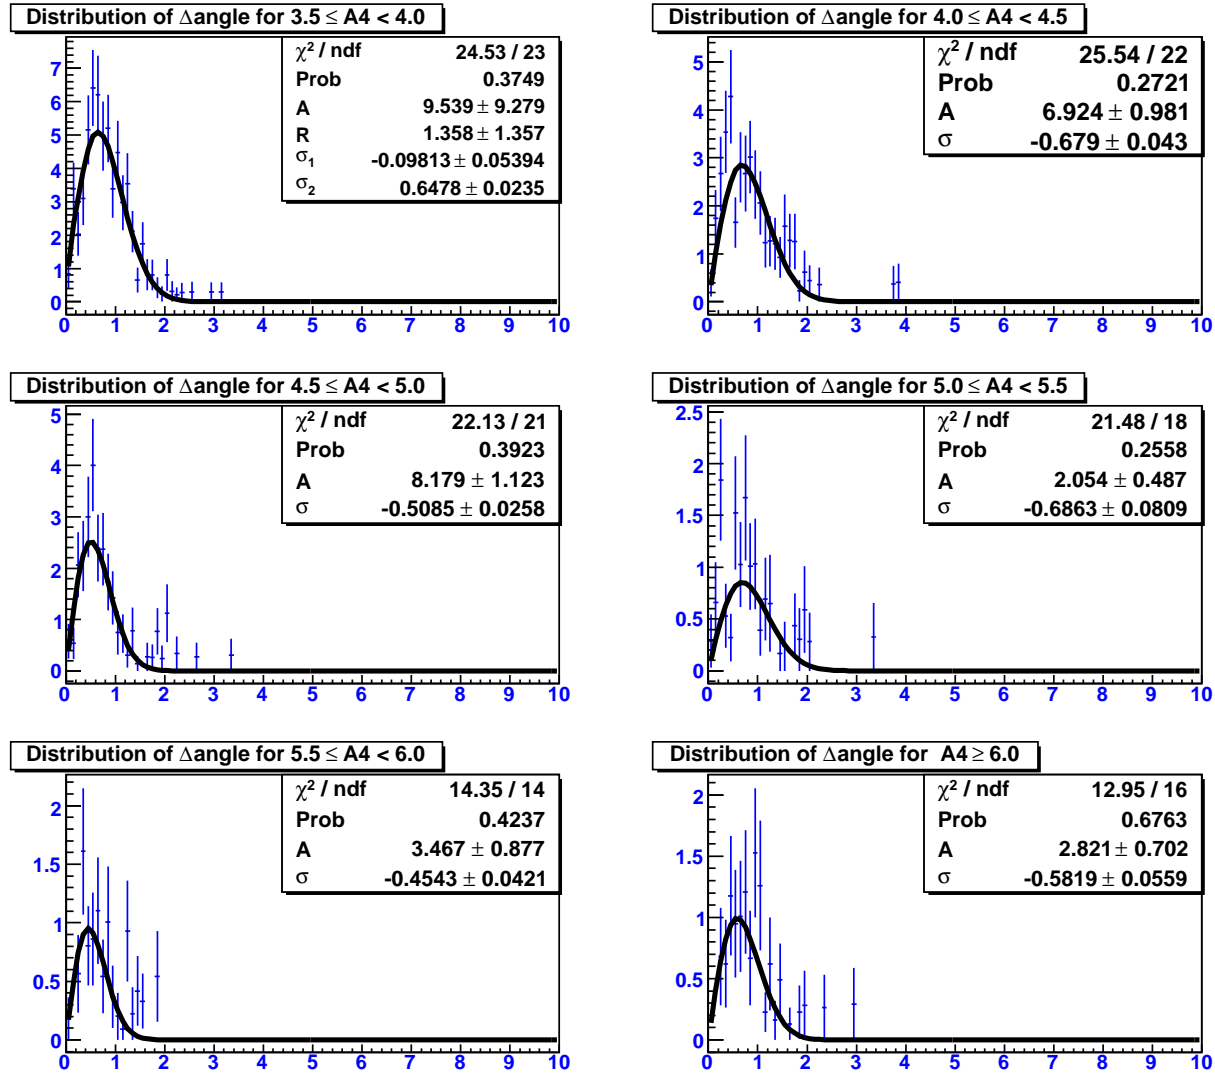 Distribution of Δangle for 3.5 ≤ A4 < 4.0
χ² / ndf 24.53 / 23
Prob 0.3749
A 9.539 ± 9.279
R 1.358 ± 1.357
σ₁ -0.09813 ± 0.05394
σ₂ 0.6478 ± 0.0235
7
6
5
4
3
2
1
0
0 1 2 3 4 5 6 7 8 9 10
Distribution of Δangle for 4.0 ≤ A4 < 4.5
χ² / ndf 25.54 / 22
Prob 0.2721
A 6.924 ± 0.981
σ -0.679 ± 0.043
5
4
3
2
1
0
0 1 2 3 4 5 6 7 8 9 10
Distribution of Δangle for 4.5 ≤ A4 < 5.0
χ² / ndf 22.13 / 21
Prob 0.3923
A 8.179 ± 1.123
σ -0.5085 ± 0.0258
5
4
3
2
1
0
0 1 2 3 4 5 6 7 8 9 10
Distribution of Δangle for 5.0 ≤ A4 < 5.5
χ² / ndf 21.48 / 18
Prob 0.2558
A 2.054 ± 0.487
σ -0.6863 ± 0.0809
2.5
2
1.5
1
0.5
0
0 1 2 3 4 5 6 7 8 9 10
Distribution of Δangle for 5.5 ≤ A4 < 6.0
χ² / ndf 14.35 / 14
Prob 0.4237
A 3.467 ± 0.877
σ -0.4543 ± 0.0421
2
1.5
1
0.5
0
0 1 2 3 4 5 6 7 8 9 10
Distribution of Δangle for A4 ≥ 6.0
χ² / ndf 12.95 / 16
Prob 0.6763
A 2.821 ± 0.702
σ -0.5819 ± 0.0559
2
1.5
1
0.5
0
0 1 2 3 4 5 6 7 8 9 10